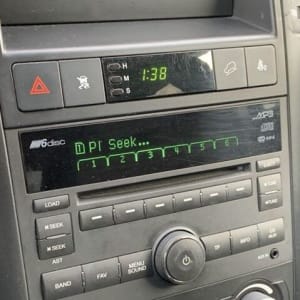 H
M
S
1:38
6disc
MP3
PI Seek...
1 2 3 4 5 6
LOAD
SEEK
SEEK
AST
BAND
FAV
MENU
SOUND
TP
INFO